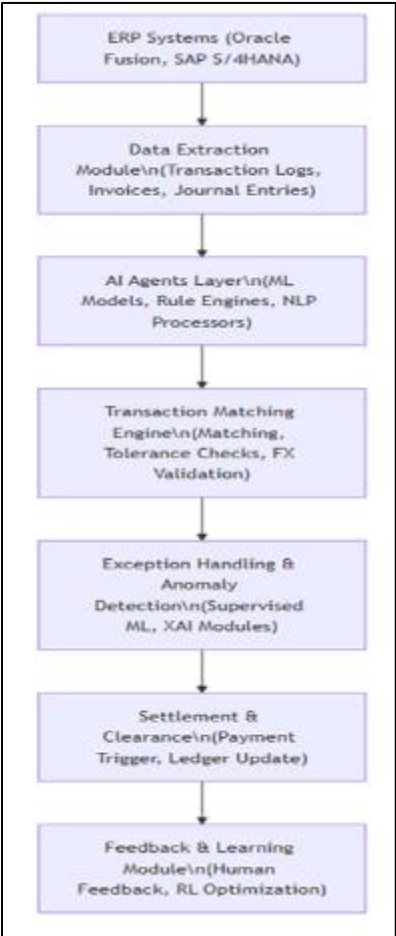 ERP Systems (Oracle
Fusion, SAP S/4HANA)
Data Extraction
Module\n(Transaction Logs,
Invoices, Journal Entries)
AI Agents Layer\n(ML
Models, Rule Engines, NLP
Processors)
Transaction Matching
Engine\n(Matching,
Tolerance Checks, FX
Validation)
Exception Handling &
Anomaly
Detection\n(Supervised
ML, XAI Modules)
Settlement &
Clearance\n(Payment
Trigger, Ledger Update)
Feedback & Learning
Module\n(Human
Feedback, RL Optimization)